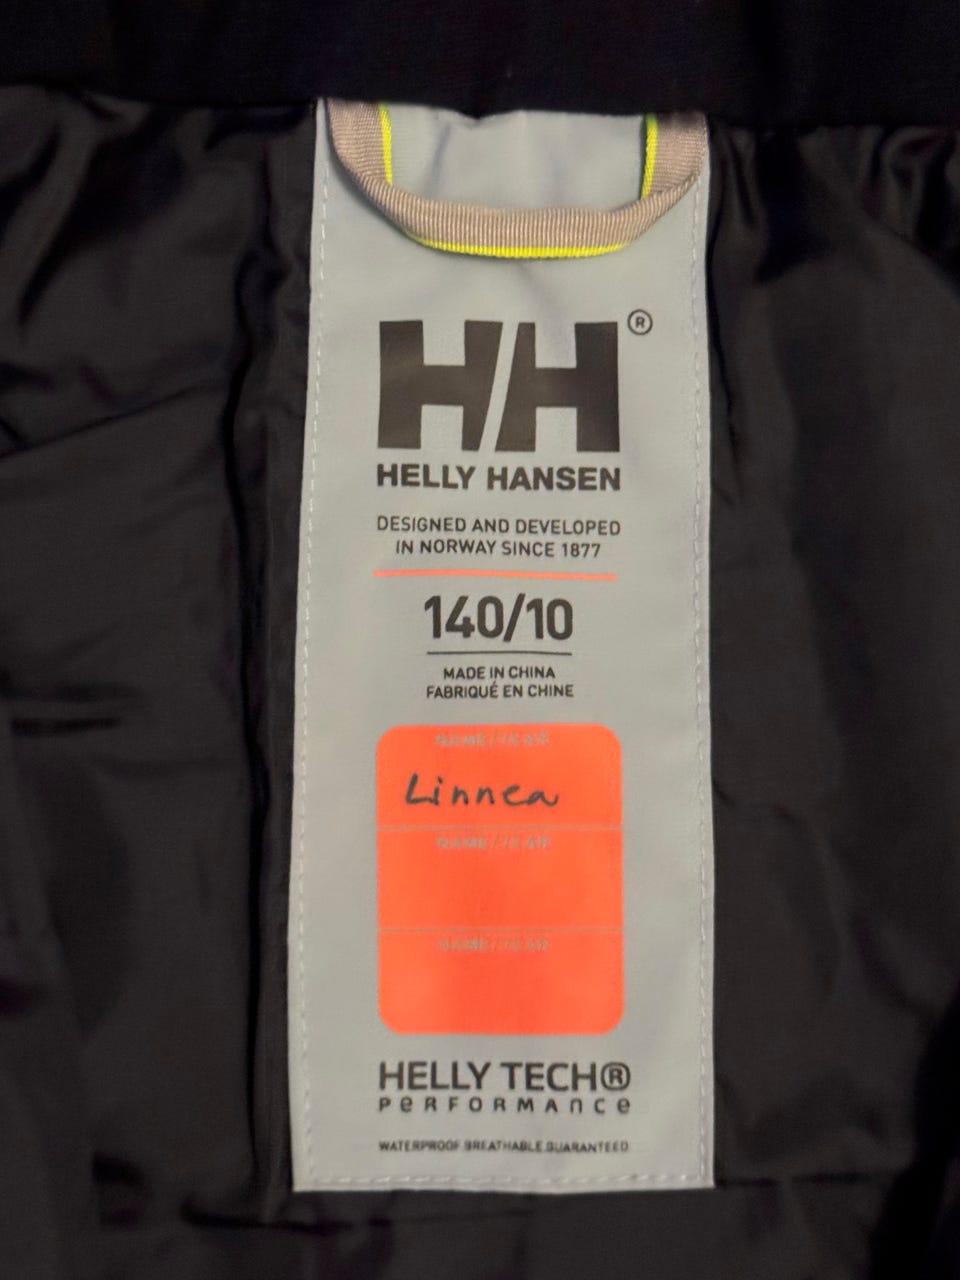 HH®
HELLY HANSEN
DESIGNED AND DEVELOPED
IN NORWAY SINCE 1877
140/10
MADE IN CHINA
FABRIQUÉ EN CHINE
Linnea
HELLY TECH®
PERFORMANCE
WATERPROOF BREATHABLE GUARANTEED